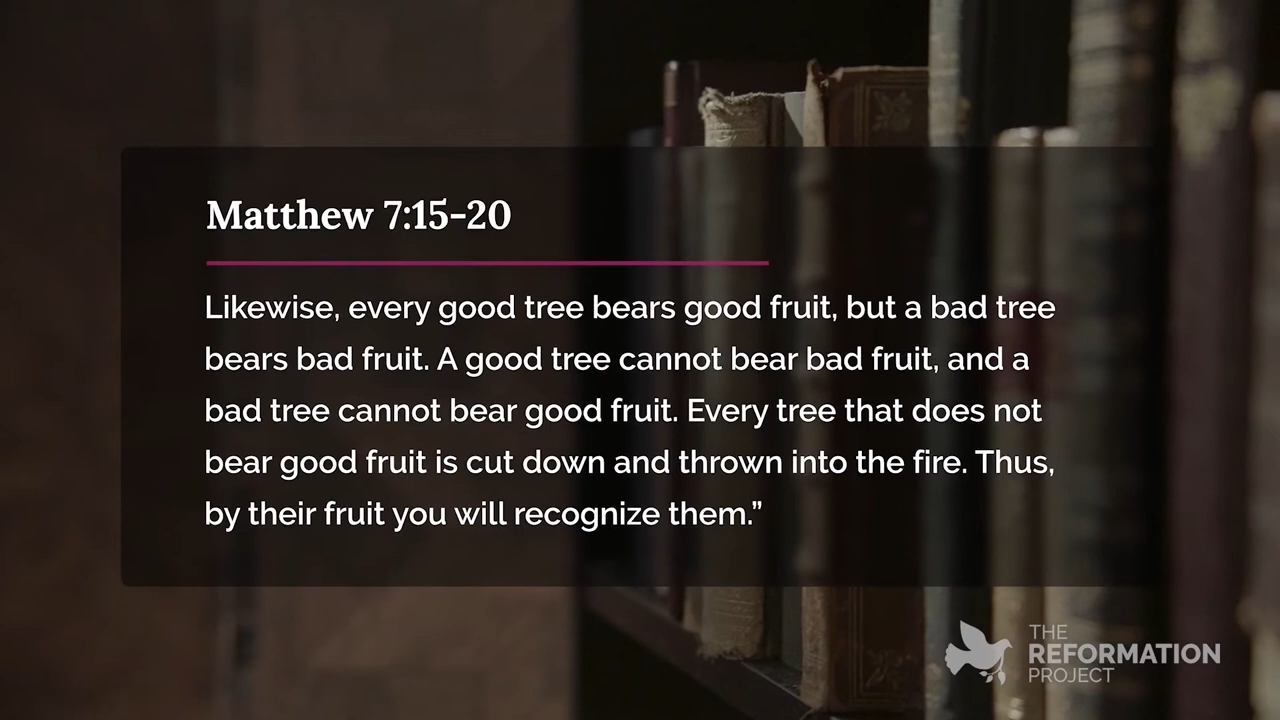 Matthew 7:15-20
Likewise, every good tree bears good fruit, but a bad tree
bears bad fruit. A good tree cannot bear bad fruit, and a
bad tree cannot bear good fruit. Every tree that does not
bear good fruit is cut down and thrown into the fire. Thus,
by their fruit you will recognize them.”
THE
REFORMATION
PROJECT